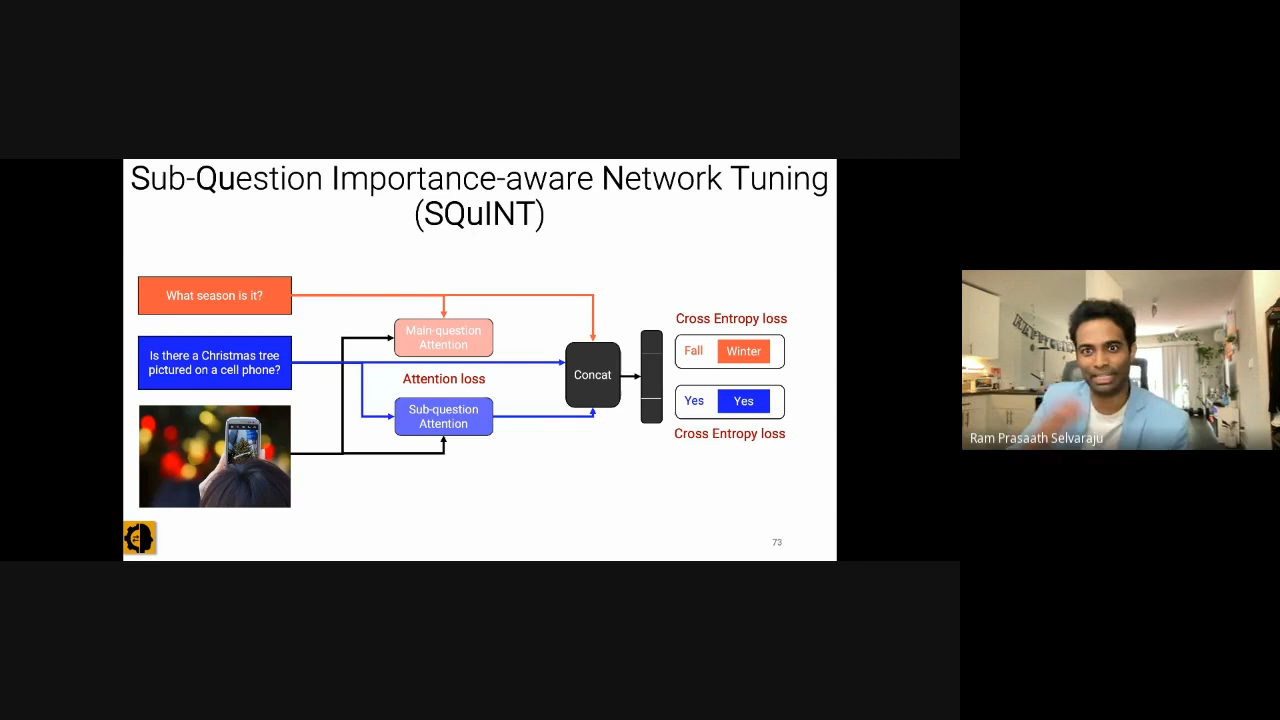 Sub-Question Importance-aware Network Tuning
(SQuINT)
What season is it?
Is there a Christmas tree
pictured on a cell phone?
Main-question
Attention
Attention loss
Sub-question
Attention
Concat
Cross Entropy loss
Fall Winter
Yes Yes
Cross Entropy loss
73
Ram Prasaath Selvaraju